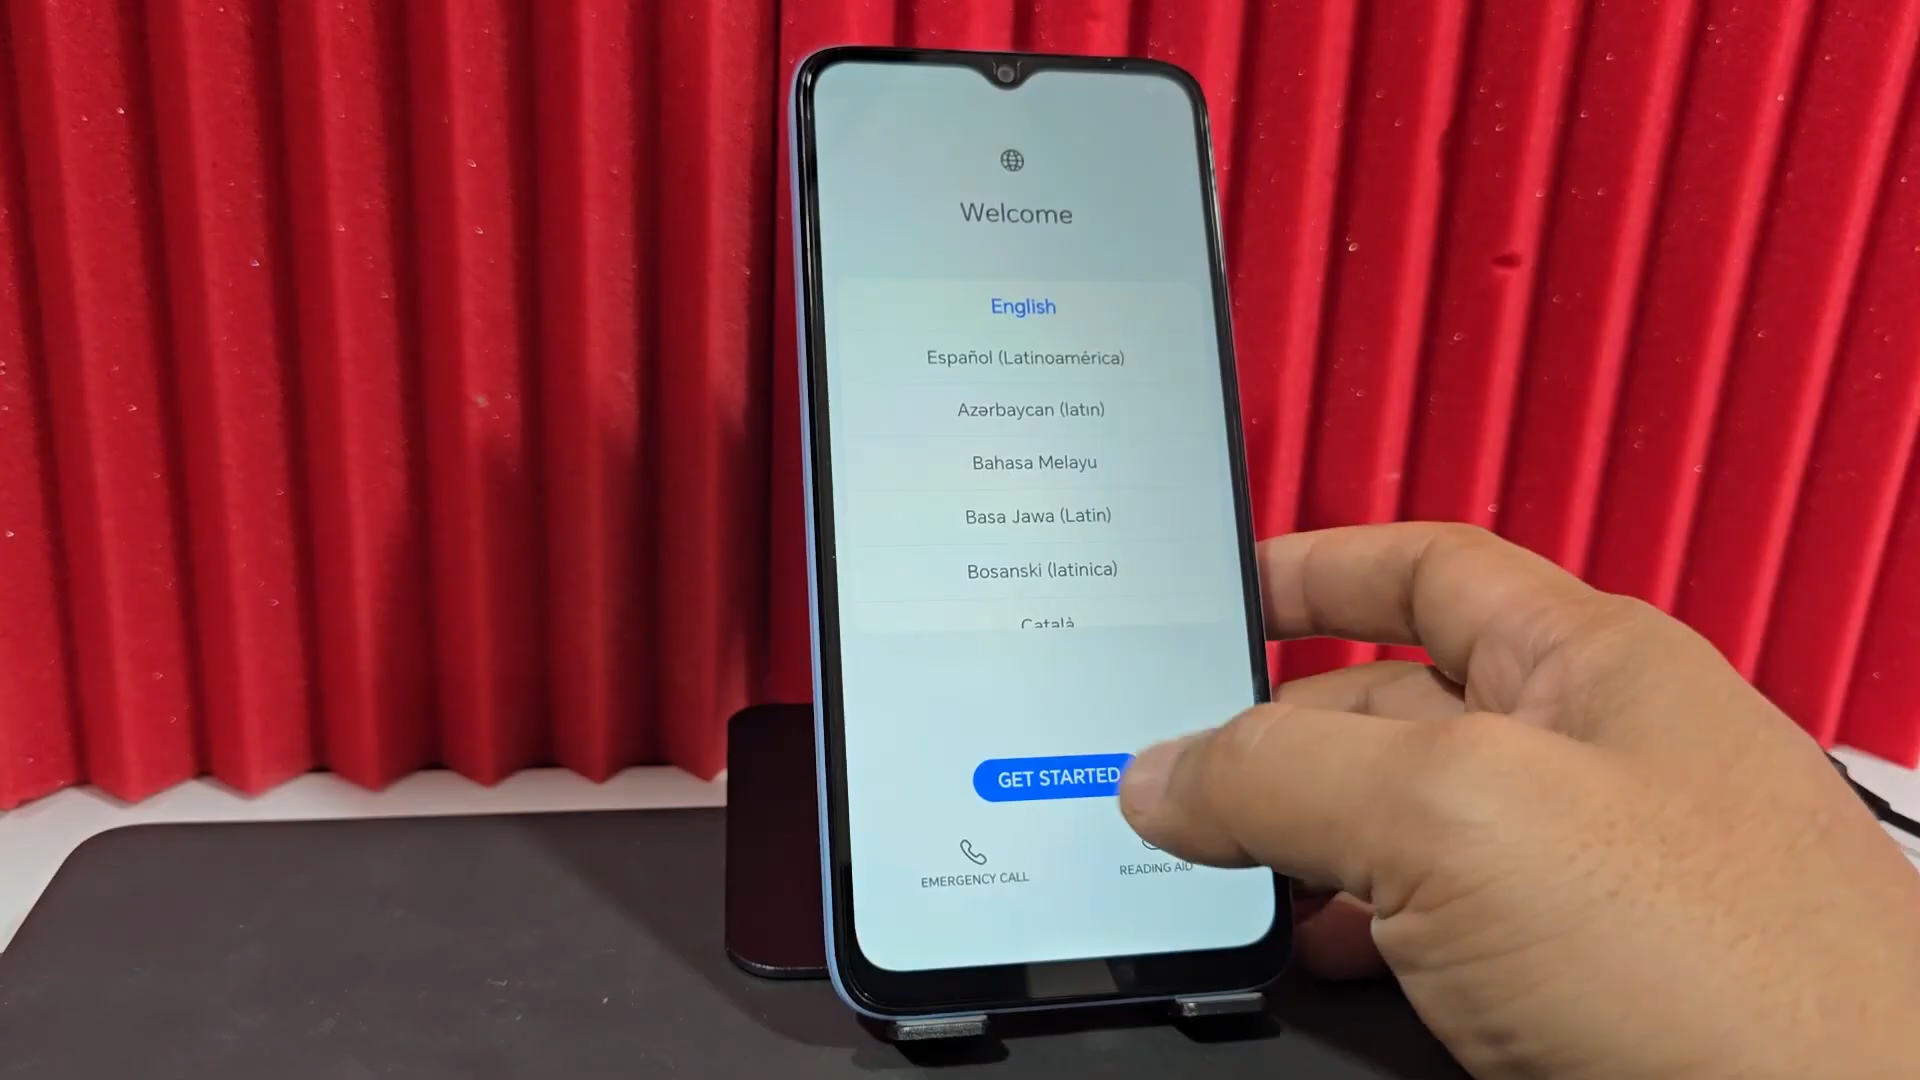 Welcome
English
Español (Latinoamérica)
Azərbaycan (latın)
Bahasa Melayu
Basa Jawa (Latin)
Bosanski (latinica)
Català
GET STARTED
EMERGENCY CALL
READING AID